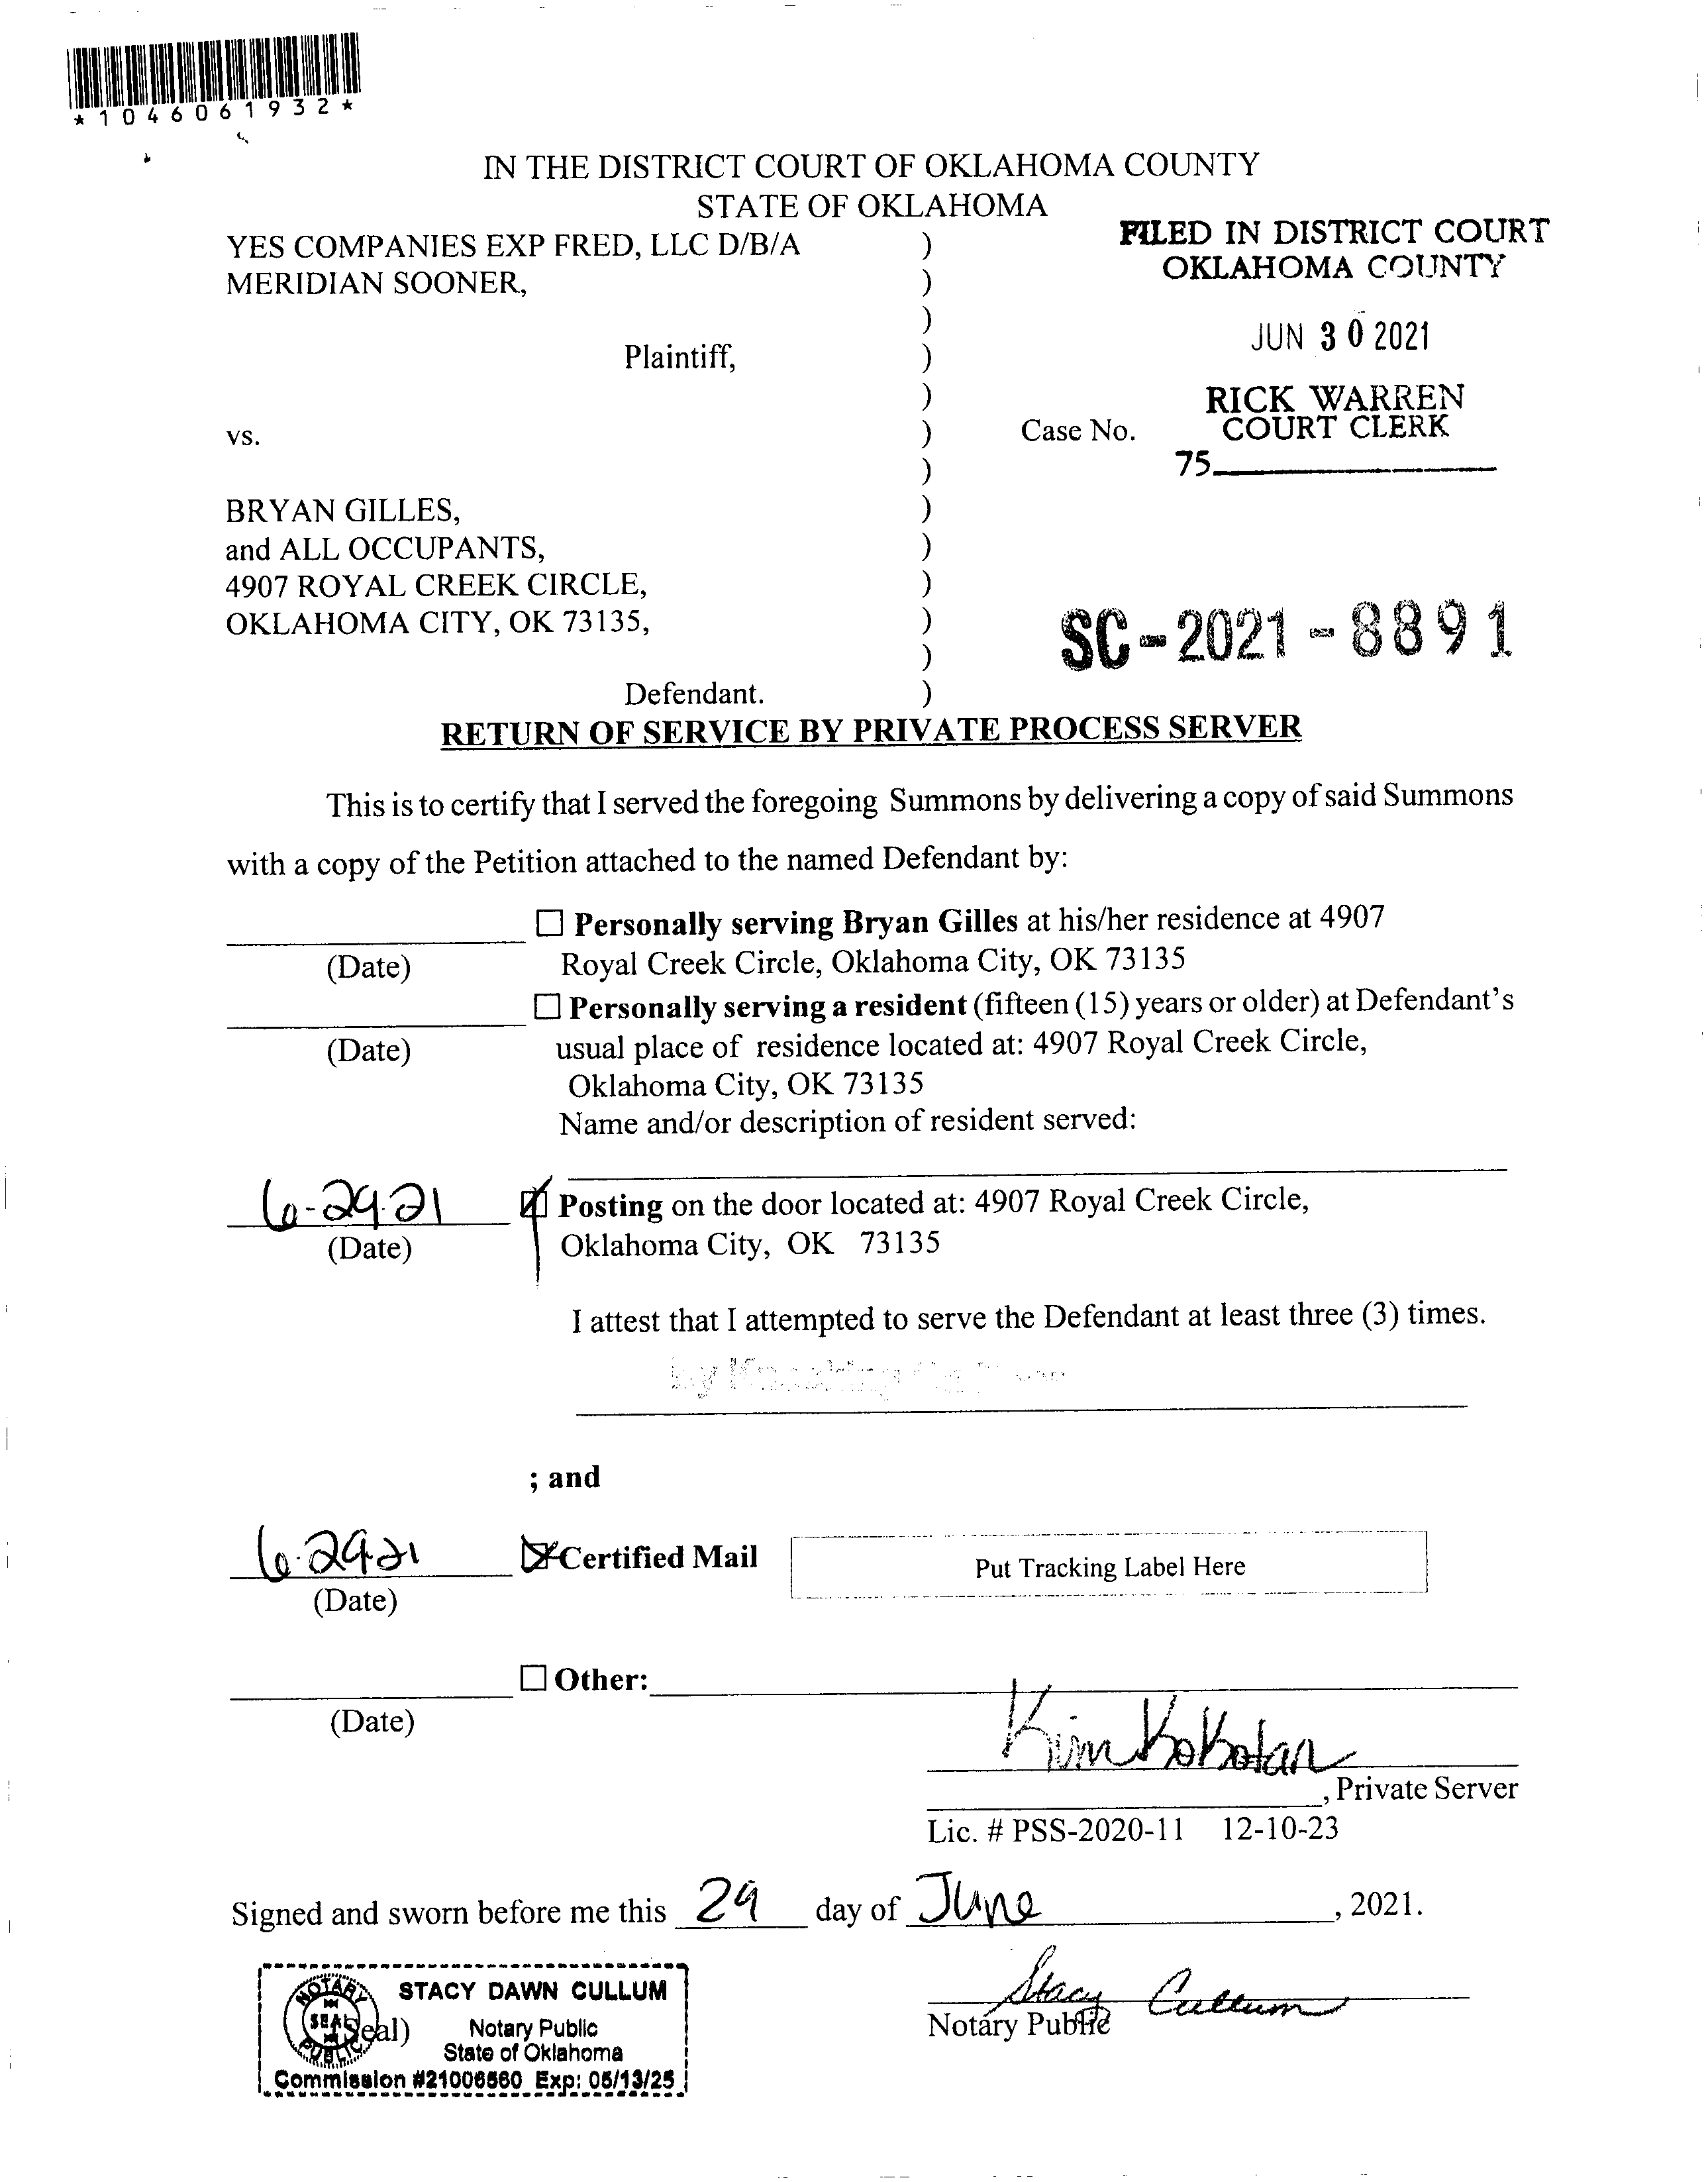 *1046061932*
IN THE DISTRICT COURT OF OKLAHOMA COUNTY
STATE OF OKLAHOMA
YES COMPANIES EXP FRED, LLC D/B/A )
MERIDIAN SOONER, )
)
Plaintiff, )
)
vs. ) Case No.
)
BRYAN GILLES, )
and ALL OCCUPANTS, )
4907 ROYAL CREEK CIRCLE, )
OKLAHOMA CITY, OK 73135, )
)
Defendant. )
FILED IN DISTRICT COURT
OKLAHOMA COUNTY
JUN 30 2021
RICK WARREN
COURT CLERK
75
SC-2021-8891
RETURN OF SERVICE BY PRIVATE PROCESS SERVER
This is to certify that I served the foregoing Summons by delivering a copy of said Summons
with a copy of the Petition attached to the named Defendant by:
☐ Personally serving Bryan Gilles at his/her residence at 4907
(Date) Royal Creek Circle, Oklahoma City, OK 73135
☐ Personally serving a resident (fifteen (15) years or older) at Defendant's
(Date) usual place of residence located at: 4907 Royal Creek Circle,
Oklahoma City, OK 73135
Name and/or description of resident served:
6-29-21 Posting on the door located at: 4907 Royal Creek Circle,
(Date) Oklahoma City, OK 73135
I attest that I attempted to serve the Defendant at least three (3) times.
by
; and
6-29-21 Certified Mail Put Tracking Label Here
(Date)
☐ Other:
(Date)
Kim Kokotan
, Private Server
Lic. # PSS-2020-11 12-10-23
Signed and sworn before me this 29 day of June, 2021.
NOTARY
SEAL
PUBLIC
(Seal)
STACY DAWN CULLUM
Notary Public
State of Oklahoma
Commission #21006560 Exp: 05/13/25
Stacy Cullum
Notary Public